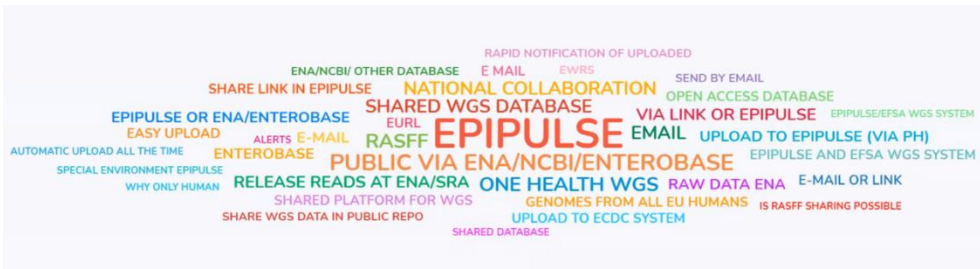 RAPID NOTIFICATION OF UPLOADED
ENA/NCBI/ OTHER DATABASE E MAIL EWRS
SEND BY EMAIL
SHARE LINK IN EPIPULSE NATIONAL COLLABORATION
OPEN ACCESS DATABASE
SHARED WGS DATABASE
EPIPULSE OR ENA/ENTEROBASE EURL VIA LINK OR EPIPULSE EPIPULSE/EFSA WGS SYSTEM
EASY UPLOAD ALERTS E-MAIL RASFF EPIPULSE EMAIL UPLOAD TO EPIPULSE (VIA PH)
AUTOMATIC UPLOAD ALL THE TIME ENTEROBASE PUBLIC VIA ENA/NCBI/ENTEROBASE EPIPULSE AND EFSA WGS SYSTEM
SPECIAL ENVIRONMENT EPIPULSE
WHY ONLY HUMAN RELEASE READS AT ENA/SRA ONE HEALTH WGS RAW DATA ENA E-MAIL OR LINK
SHARED PLATFORM FOR WGS GENOMES FROM ALL EU HUMANS IS RASFF SHARING POSSIBLE
SHARE WGS DATA IN PUBLIC REPO UPLOAD TO ECDC SYSTEM
SHARED DATABASE